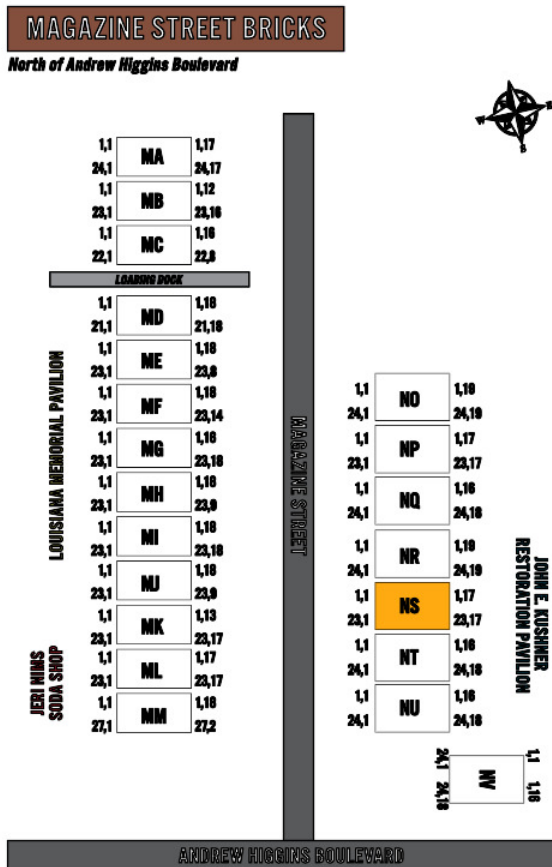 MAGAZINE STREET BRICKS
North of Andrew Higgins Boulevard
N
W
E
S
1,1 MA 1,17
24,1 24,17
1,1 MB 1,12
23,1 23,16
1,1 MC 1,16
22,1 22,8
LOADING DOCK
1,1 MD 1,18
21,1 21,18
1,1 ME 1,18
23,1 23,8
1,1 MF 1,18
23,1 23,14
1,1 MG 1,16
23,1 23,18
1,1 MH 1,18
23,1 23,9
1,1 MI 1,18
23,1 23,18
1,1 MJ 1,18
23,1 23,9
1,1 MK 1,13
23,1 23,17
1,1 ML 1,17
23,1 23,17
1,1 MM 1,18
27,1 27,2
LOUISIANA MEMORIAL PAVILION
JERI NIMS
SODA SHOP
MAGAZINE STREET
1,1 NO 1,19
24,1 24,19
1,1 NP 1,17
23,1 23,17
1,1 NQ 1,16
24,1 24,18
1,1 NR 1,19
24,1 24,19
1,1 NS 1,17
23,1 23,17
1,1 NT 1,16
24,1 24,18
1,1 NU 1,16
24,1 24,18
JOHN E. KUSHNER
RESTORATION PAVILION
24,1 NV 1,1
24,18 1,16
ANDREW HIGGINS BOULEVARD